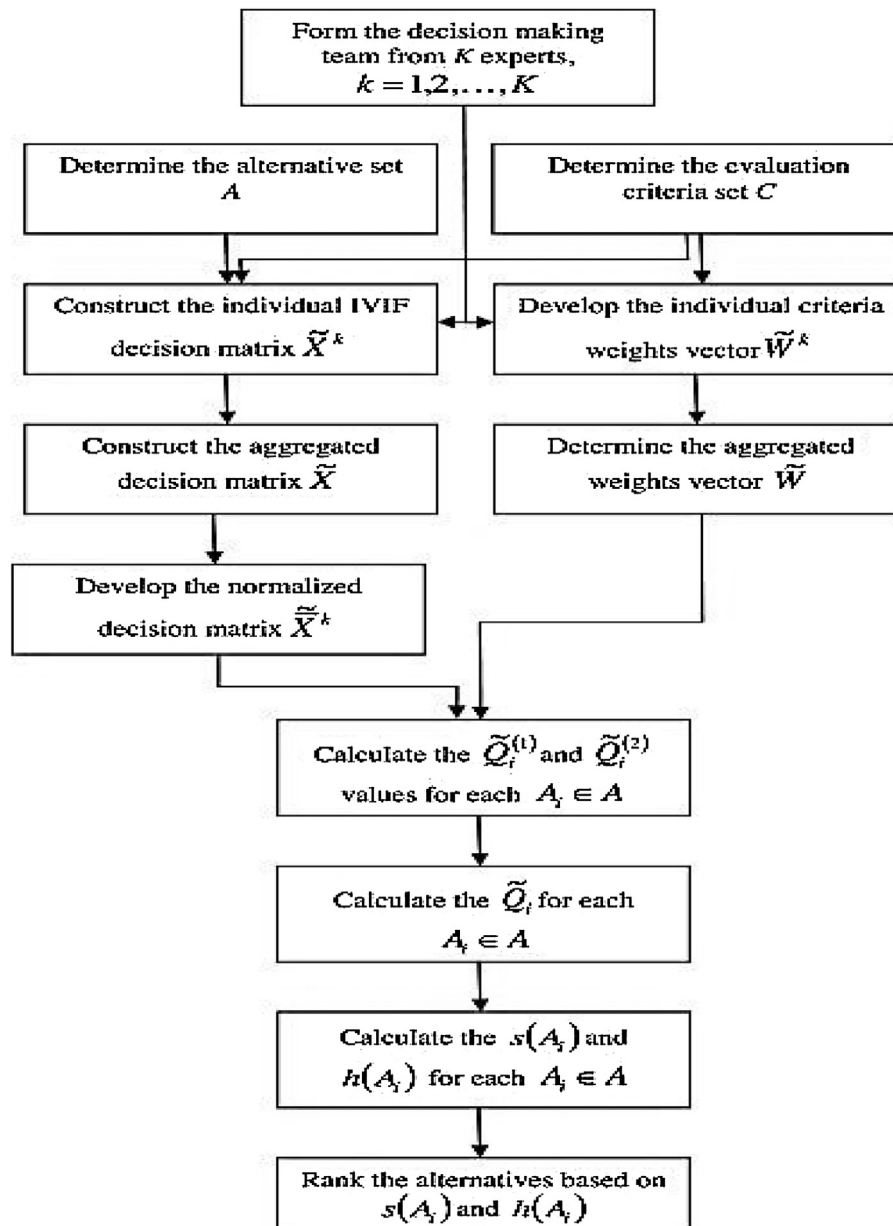 Form the decision making
team from K experts,
k = 1,2,..., K
Determine the alternative set
A
Determine the evaluation
criteria set C
Construct the individual IVIF
decision matrix X̃ᵏ
Develop the individual criteria
weights vector W̃ᵏ
Construct the aggregated
decision matrix X̃
Determine the aggregated
weights vector W̃
Develop the normalized
decision matrix X̃̄ᵏ
Calculate the Q̃ᵢ⁽¹⁾ and Q̃ᵢ⁽²⁾
values for each Aᵢ ∈ A
Calculate the Q̃ᵢ for each
Aᵢ ∈ A
Calculate the s(Aᵢ) and
h(Aᵢ) for each Aᵢ ∈ A
Rank the alternatives based on
s(Aᵢ) and h(Aᵢ)